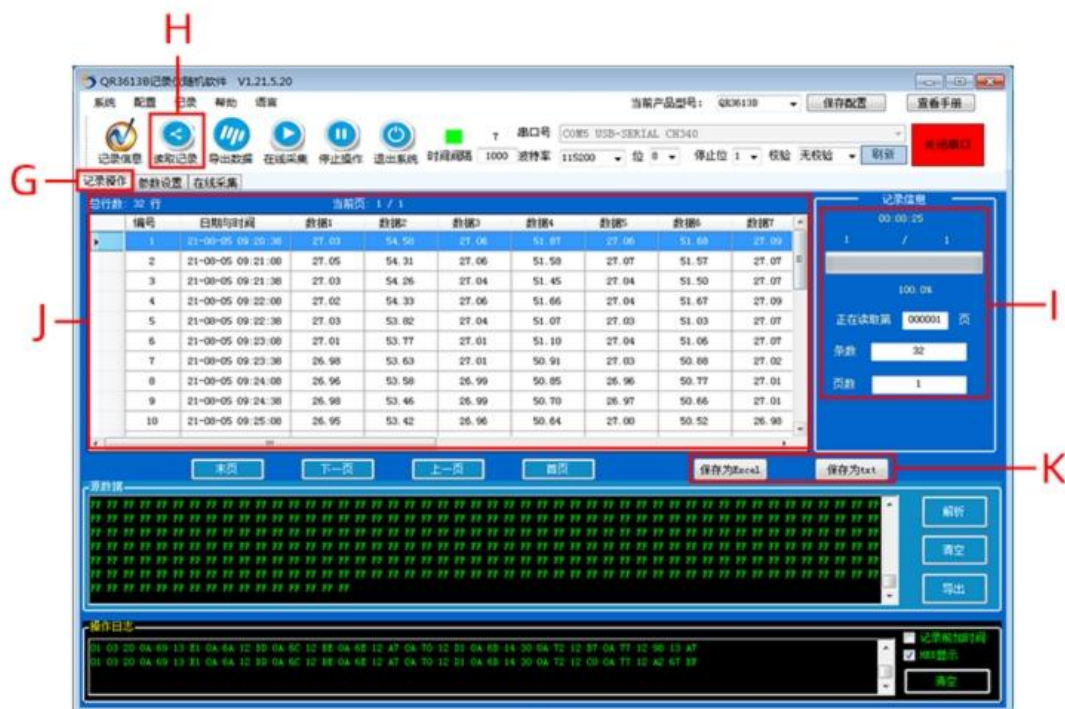 H
QR3613B记录仪随机软件 V1.21.5.20
系统 配置 记录 帮助 语言 当前产品型号: QR3613B 保存配置 查看手册
记录信息 读取记录 导出数据 在线采集 停止操作 退出系统 时间间隔 1000 ? 串口号 COM5 USB-SERIAL CH340
波特率 115200 位 8 停止位 1 校验 无校验 刷新 关闭串口
G
记录操作 参数设置 在线采集
总行数: 32 行 当前页: 1 / 1
编号 日期与时间 数据1 数据2 数据3 数据4 数据5 数据6 数据7
1 21-08-05 09:20:38 27.03 54.58 27.06 51.87 27.06 51.68 27.09
2 21-08-05 09:21:08 27.05 54.31 27.06 51.58 27.07 51.57 27.07
3 21-08-05 09:21:38 27.03 54.26 27.04 51.45 27.04 51.50 27.07
4 21-08-05 09:22:08 27.02 54.33 27.06 51.66 27.04 51.67 27.09
5 21-08-05 09:22:38 27.03 53.82 27.04 51.07 27.03 51.03 27.07
6 21-08-05 09:23:08 27.01 53.77 27.01 51.10 27.04 51.06 27.07
7 21-08-05 09:23:38 26.98 53.63 27.01 50.91 27.03 50.88 27.02
8 21-08-05 09:24:08 26.96 53.58 26.99 50.85 26.96 50.77 27.01
9 21-08-05 09:24:38 26.98 53.46 26.99 50.70 26.97 50.66 27.01
10 21-08-05 09:25:08 26.95 53.42 26.96 50.64 27.00 50.52 26.98
J
记录信息
00:00:25
1 / 1
100.0%
正在读取第 000001 页
条数 32
页数 1
I
末页 下一页 上一页 首页 保存为Excel 保存为txt
K
源数据
解析
清空
导出
操作日志
记录前加时间
HEX显示
清空